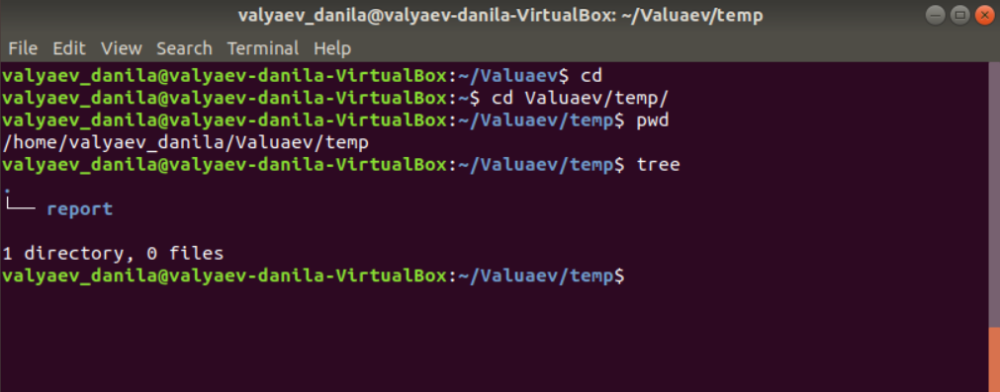 valyaev_danila@valyaev-danila-VirtualBox: ~/Valuaev/temp
File Edit View Search Terminal Help
valyaev_danila@valyaev-danila-VirtualBox:~/Valuaev$ cd
valyaev_danila@valyaev-danila-VirtualBox:~$ cd Valuaev/temp/
valyaev_danila@valyaev-danila-VirtualBox:~/Valuaev/temp$ pwd
/home/valyaev_danila/Valuaev/temp
valyaev_danila@valyaev-danila-VirtualBox:~/Valuaev/temp$ tree
.
└── report
1 directory, 0 files
valyaev_danila@valyaev-danila-VirtualBox:~/Valuaev/temp$